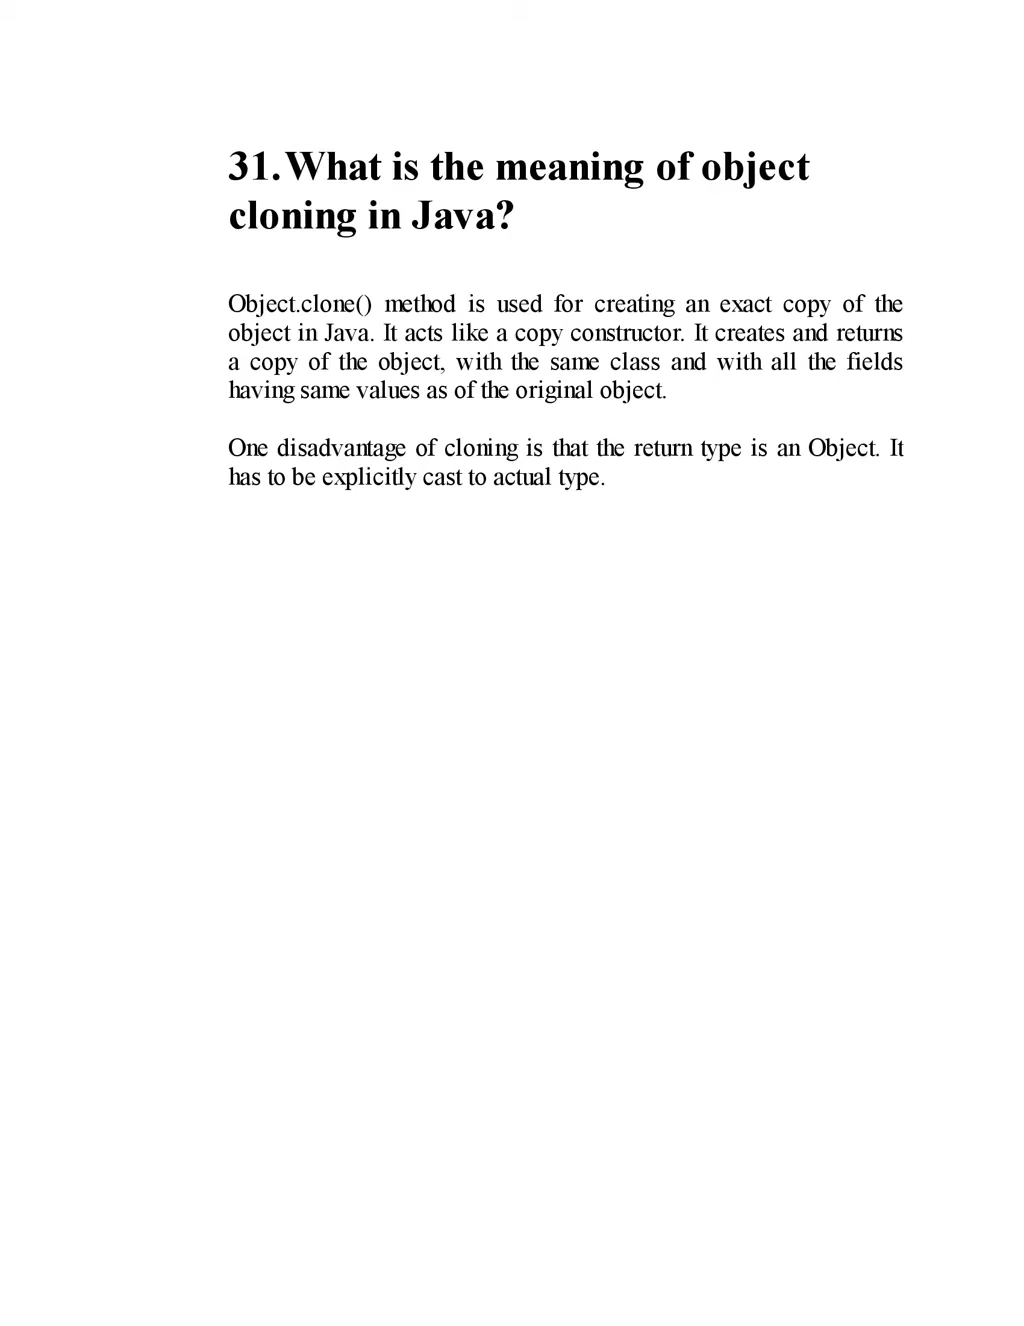 31.What is the meaning of object
cloning in Java?
Object.clone() method is used for creating an exact copy of the
object in Java. It acts like a copy constructor. It creates and returns
a copy of the object, with the same class and with all the fields
having same values as of the original object.
One disadvantage of cloning is that the return type is an Object. It
has to be explicitly cast to actual type.